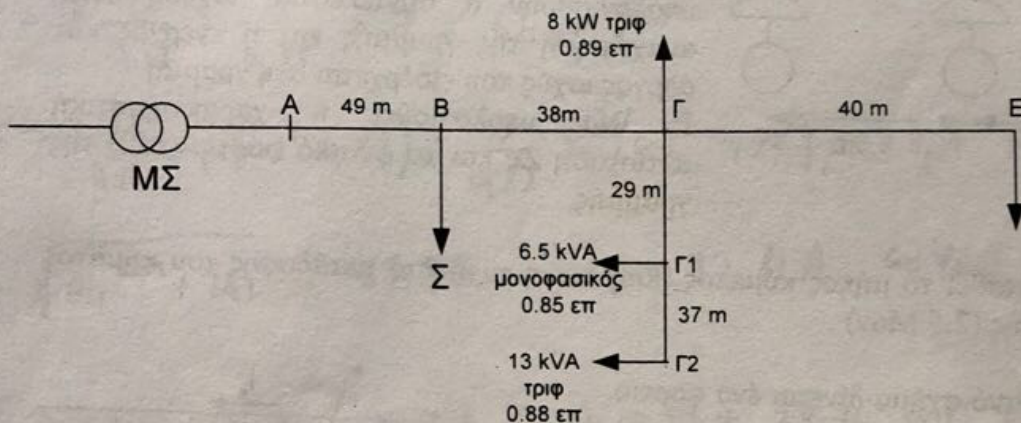 8 kW τριφ
0.89 επ
Α
49 m
Β
38m
Γ
40 m
Ε
ΜΣ
29 m
6.5 kVA
μονοφασικός
0.85 επ
Γ1
Σ
37 m
13 kVA
τριφ
0.88 επ
Γ2